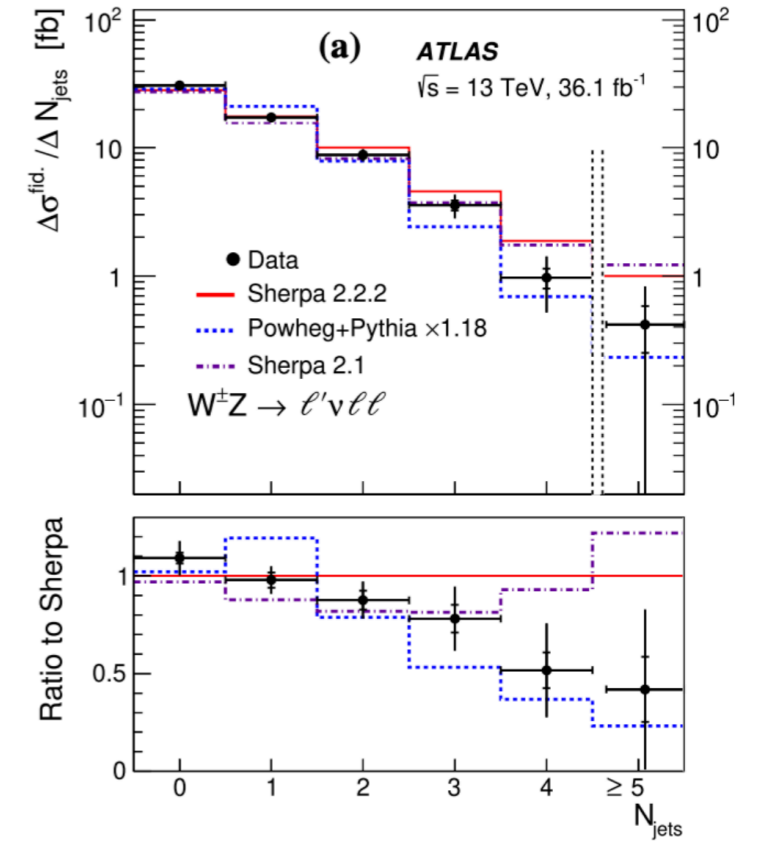 10² (a) ATLAS 10²
√s = 13 TeV, 36.1 fb⁻¹
Δσ^fid. /Δ N_jets [fb]
10 10
Data
1 1
Sherpa 2.2.2
Powheg+Pythia ×1.18
Sherpa 2.1
10⁻¹ W±Z → ℓ′νℓℓ 10⁻¹
Ratio to Sherpa
1
0.5
0
0 1 2 3 4 ≥ 5
N_jets